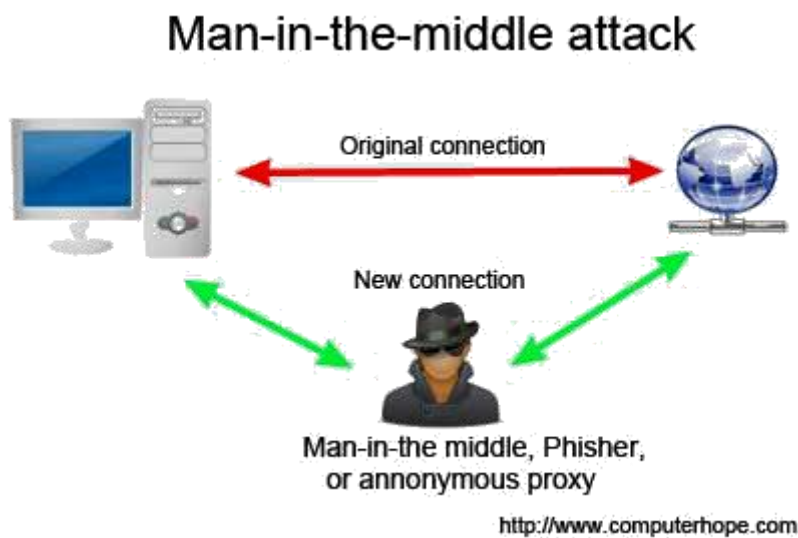 Man-in-the-middle attack
Original connection
New connection
Man-in-the middle, Phisher,
or annonymous proxy
http://www.computerhope.com